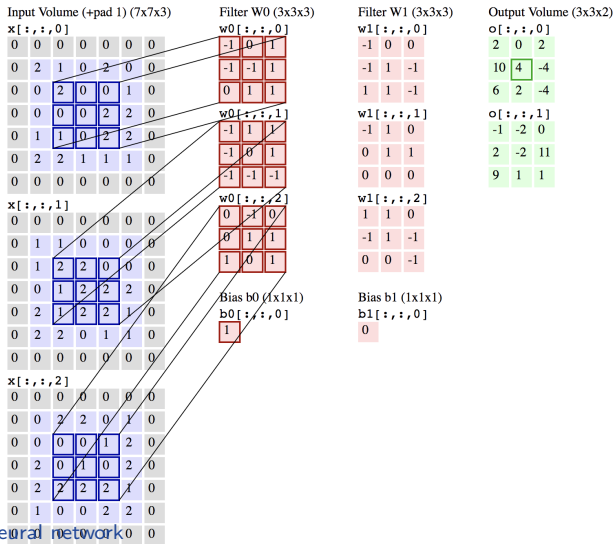 Input Volume (+pad 1) (7x7x3)
x[:,:,0]
0 0 0 0 0 0 0
0 2 1 0 2 0 0
0 0 2 0 0 1 0
0 0 0 0 2 2 0
0 1 1 0 2 2 0
0 2 2 1 1 1 0
0 0 0 0 0 0 0
x[:,:,1]
0 0 0 0 0 0 0
0 1 1 0 0 0 0
0 1 2 2 0 0 0
0 0 1 2 2 2 0
0 2 1 2 2 1 0
0 2 2 0 1 1 0
0 0 0 0 0 0 0
x[:,:,2]
0 0 0 0 0 0 0
0 0 2 2 0 1 0
0 0 0 0 1 2 0
0 2 0 1 0 2 0
0 2 2 2 2 1 0
0 1 0 0 2 2 0
0 0 0 0 0 0 0
eural network
Filter W0 (3x3x3)
w0[:,:,0]
-1 0 1
-1 -1 1
0 1 1
w0[:,:,1]
-1 1 1
-1 0 1
-1 -1 -1
w0[:,:,2]
0 -1 0
0 1 1
1 0 1
Bias b0 (1x1x1)
b0[:,:,0]
1
Filter W1 (3x3x3)
w1[:,:,0]
-1 0 0
-1 1 -1
1 1 -1
w1[:,:,1]
-1 1 0
0 1 1
0 0 0
w1[:,:,2]
1 1 0
-1 1 -1
0 0 -1
Bias b1 (1x1x1)
b1[:,:,0]
0
Output Volume (3x3x2)
o[:,:,0]
2 0 2
10 4 -4
6 2 -4
o[:,:,1]
-1 -2 0
2 -2 11
9 1 1